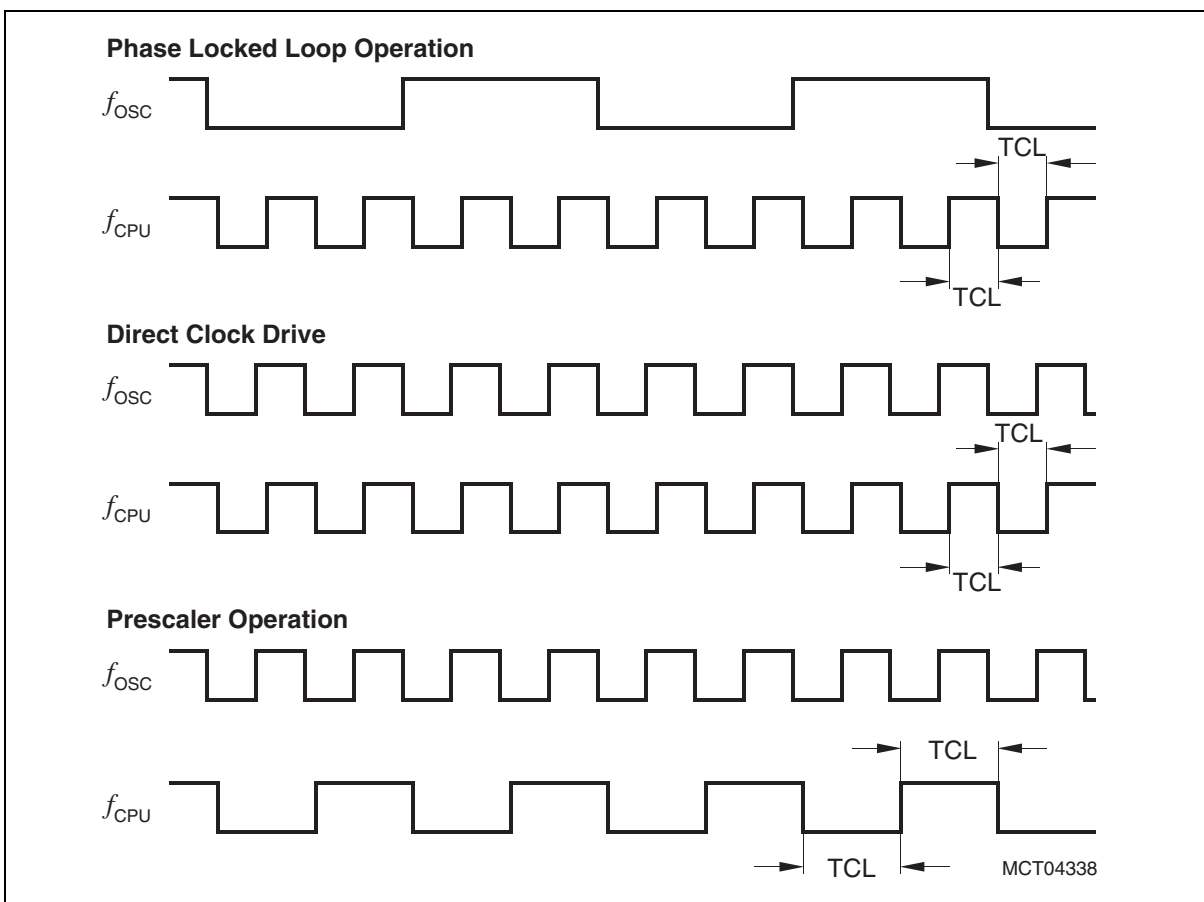 Phase Locked Loop Operation
fOSC
TCL
fCPU
TCL
Direct Clock Drive
fOSC
TCL
fCPU
TCL
Prescaler Operation
fOSC
TCL
fCPU
TCL
MCT04338